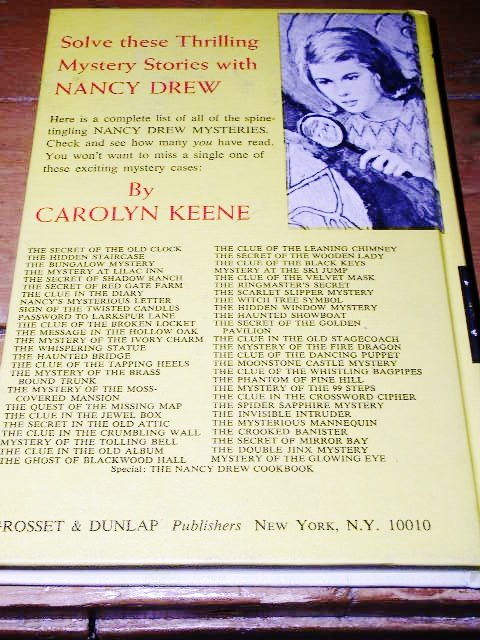 Solve these Thrilling
Mystery Stories with
NANCY DREW
Here is a complete list of all of the spine-
tingling NANCY DREW MYSTERIES.
Check and see how many you have read.
You won't want to miss a single one of
these exciting mystery cases:
By
CAROLYN KEENE
THE SECRET OF THE OLD CLOCK
THE HIDDEN STAIRCASE
THE BUNGALOW MYSTERY
THE MYSTERY AT LILAC INN
THE SECRET OF SHADOW RANCH
THE SECRET OF RED GATE FARM
THE CLUE IN THE DIARY
NANCY'S MYSTERIOUS LETTER
SIGN OF THE TWISTED CANDLES
PASSWORD TO LARKSPUR LANE
THE CLUE OF THE BROKEN LOCKET
THE MESSAGE IN THE HOLLOW OAK
THE MYSTERY OF THE IVORY CHARM
THE WHISPERING STATUE
THE HAUNTED BRIDGE
THE CLUE OF THE TAPPING HEELS
THE MYSTERY OF THE BRASS
BOUND TRUNK
THE MYSTERY OF THE MOSS-
COVERED MANSION
THE QUEST OF THE MISSING MAP
THE CLUE IN THE JEWEL BOX
THE SECRET IN THE OLD ATTIC
THE CLUE IN THE CRUMBLING WALL
MYSTERY OF THE TOLLING BELL
THE CLUE IN THE OLD ALBUM
THE GHOST OF BLACKWOOD HALL
THE CLUE OF THE LEANING CHIMNEY
THE SECRET OF THE WOODEN LADY
THE CLUE OF THE BLACK KEYS
MYSTERY AT THE SKI JUMP
THE CLUE OF THE VELVET MASK
THE RINGMASTER'S SECRET
THE SCARLET SLIPPER MYSTERY
THE WITCH TREE SYMBOL
THE HIDDEN WINDOW MYSTERY
THE HAUNTED SHOWBOAT
THE SECRET OF THE GOLDEN
PAVILION
THE CLUE IN THE OLD STAGECOACH
THE MYSTERY OF THE FIRE DRAGON
THE CLUE OF THE DANCING PUPPET
THE MOONSTONE CASTLE MYSTERY
THE CLUE OF THE WHISTLING BAGPIPES
THE PHANTOM OF PINE HILL
THE MYSTERY OF THE 99 STEPS
THE CLUE IN THE CROSSWORD CIPHER
THE SPIDER SAPPHIRE MYSTERY
THE INVISIBLE INTRUDER
THE MYSTERIOUS MANNEQUIN
THE CROOKED BANISTER
THE SECRET OF MIRROR BAY
THE DOUBLE JINX MYSTERY
MYSTERY OF THE GLOWING EYE
Special: THE NANCY DREW COOKBOOK
GROSSET & DUNLAP Publishers NEW YORK, N.Y. 10010